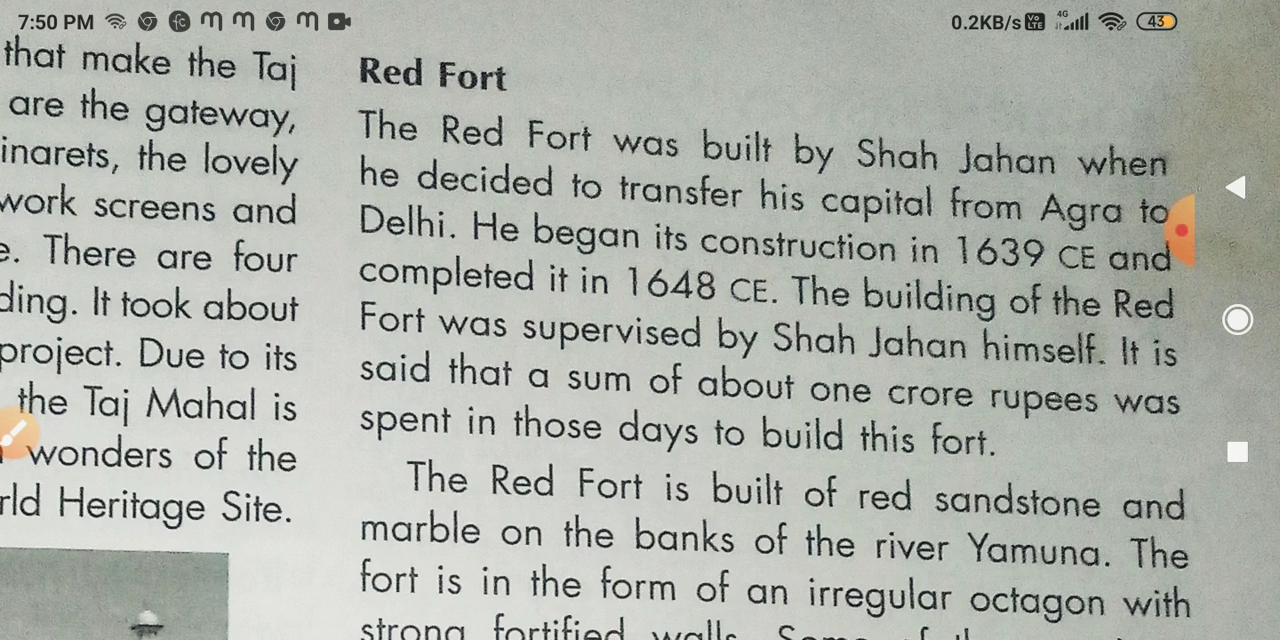 7:50 PM
0.2KB/s Vo LTE 4G 43
that make the Taj
are the gateway,
inarets, the lovely
work screens and
e. There are four
ding. It took about
project. Due to its
the Taj Mahal is
wonders of the
rld Heritage Site.
Red Fort
The Red Fort was built by Shah Jahan when
he decided to transfer his capital from Agra to
Delhi. He began its construction in 1639 CE and
completed it in 1648 CE. The building of the Red
Fort was supervised by Shah Jahan himself. It is
said that a sum of about one crore rupees was
spent in those days to build this fort.
The Red Fort is built of red sandstone and
marble on the banks of the river Yamuna. The
fort is in the form of an irregular octagon with
strong fortified walls.